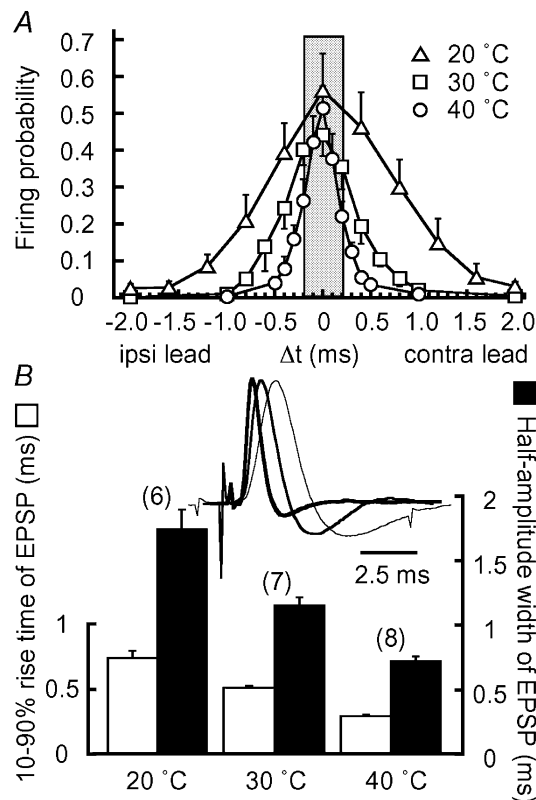 A
0.7
0.6
0.5
0.4
0.3
0.2
0.1
0
Firing probability
20 ˚C
30 ˚C
40 ˚C
-2.0 -1.5 -1.0 -0.5 0 0.5 1.0 1.5 2.0
ipsi lead Δt (ms) contra lead
B
10-90% rise time of EPSP (ms)
1
0.5
0
(6)
(7)
(8)
2.5 ms
2
1.5
1
0.5
0
Half-amplitude width of EPSP (ms)
20 ˚C 30 ˚C 40 ˚C